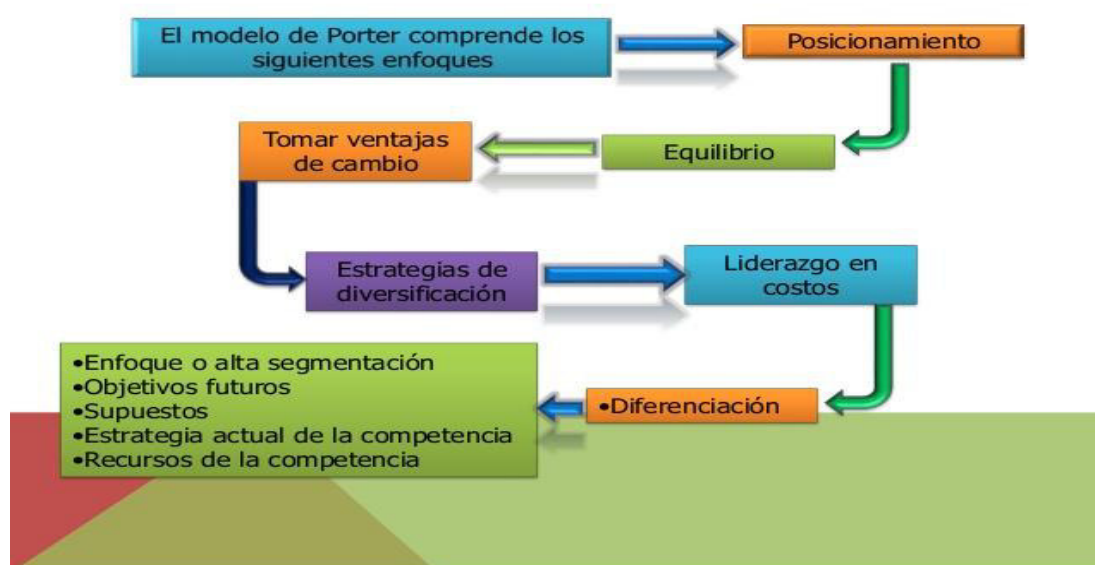 El modelo de Porter comprende los
siguientes enfoques
Posicionamiento
Equilibrio
Tomar ventajas
de cambio
Estrategias de
diversificación
Liderazgo en
costos
•Diferenciación
•Enfoque o alta segmentación
•Objetivos futuros
•Supuestos
•Estrategia actual de la competencia
•Recursos de la competencia